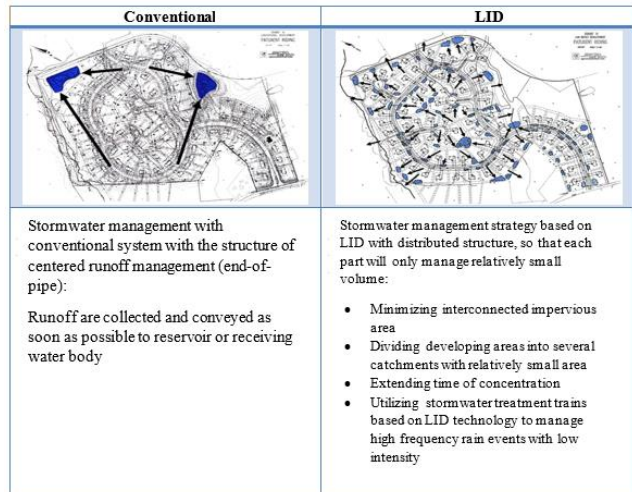 Conventional
LID
Stormwater management with
conventional system with the structure of
centered runoff management (end-of-
pipe):
Runoff are collected and conveyed as
soon as possible to reservoir or receiving
water body
Stormwater management strategy based on
LID with distributed structure, so that each
part will only manage relatively small
volume:
• Minimizing interconnected impervious
area
• Dividing developing areas into several
catchments with relatively small area
• Extending time of concentration
• Utilizing stormwater treatment trains
based on LID technology to manage
high frequency rain events with low
intensity